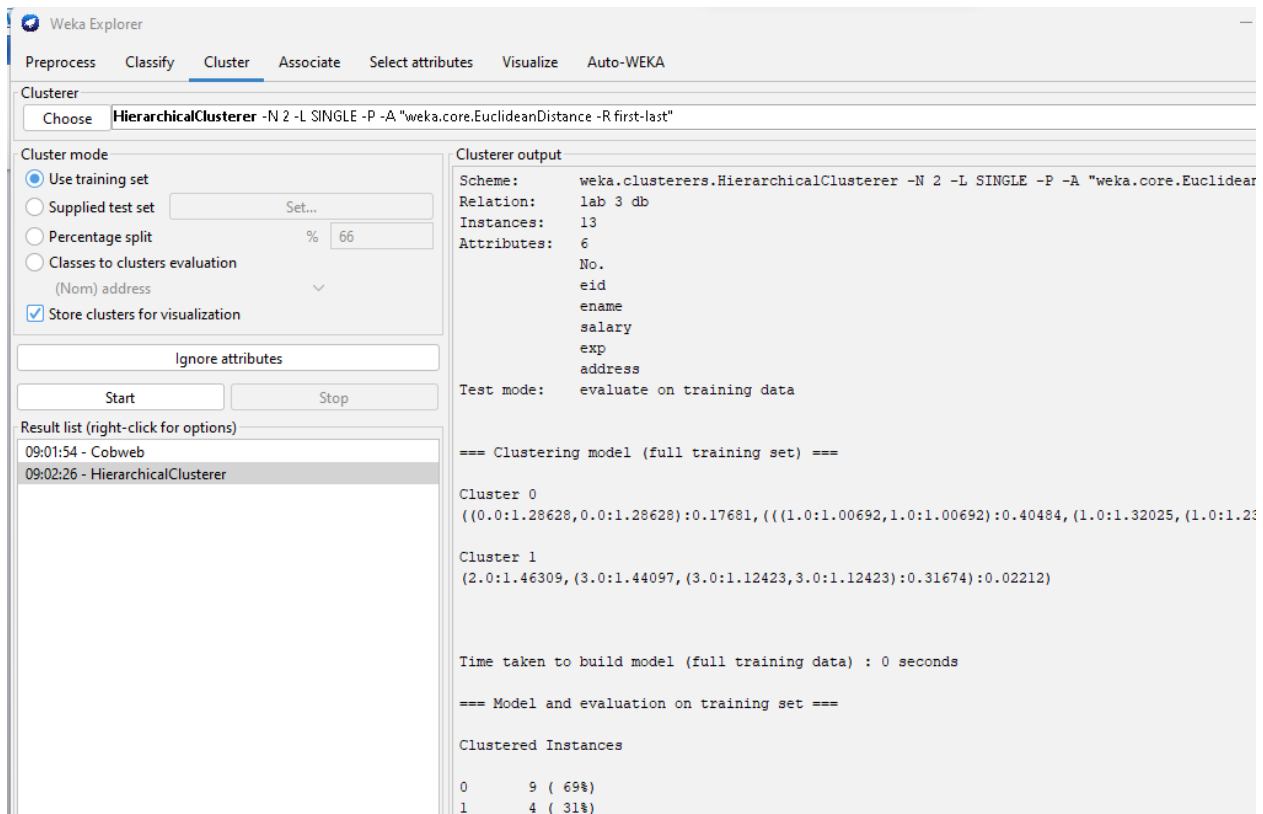 Weka Explorer
Preprocess Classify Cluster Associate Select attributes Visualize Auto-WEKA
Clusterer
Choose HierarchicalClusterer -N 2 -L SINGLE -P -A "weka.core.EuclideanDistance -R first-last"
Cluster mode
Use training set
Supplied test set Set...
Percentage split % 66
Classes to clusters evaluation
(Nom) address
Store clusters for visualization
Ignore attributes
Start Stop
Result list (right-click for options)
09:01:54 - Cobweb
09:02:26 - HierarchicalClusterer
Clusterer output
Scheme: weka.clusterers.HierarchicalClusterer -N 2 -L SINGLE -P -A "weka.core.Euclidean
Relation: lab 3 db
Instances: 13
Attributes: 6
No.
eid
ename
salary
exp
address
Test mode: evaluate on training data
=== Clustering model (full training set) ===
Cluster 0
((0.0:1.28628,0.0:1.28628):0.17681,(((1.0:1.00692,1.0:1.00692):0.40484,(1.0:1.32025,(1.0:1.23
Cluster 1
(2.0:1.46309,(3.0:1.44097,(3.0:1.12423,3.0:1.12423):0.31674):0.02212)
Time taken to build model (full training data) : 0 seconds
=== Model and evaluation on training set ===
Clustered Instances
0 9 ( 69%)
1 4 ( 31%)